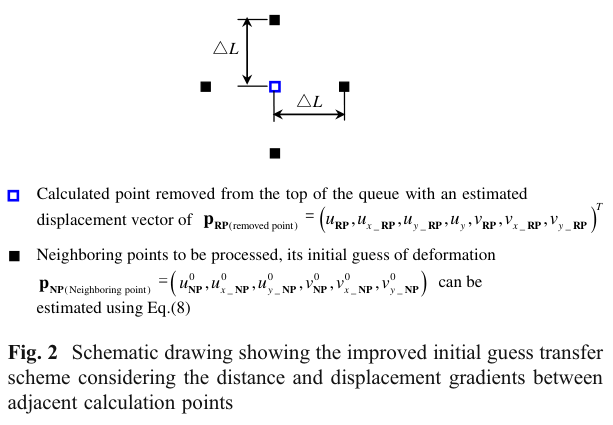 △L
△L
Calculated point removed from the top of the queue with an estimated
displacement vector of p_RP(removed point) = (u_RP, u_x_RP, u_y_RP, u_y, v_RP, v_x_RP, v_y_RP)^T
Neighboring points to be processed, its initial guess of deformation
p_NP(Neighboring point) = (u^0_NP, u^0_x_NP, u^0_y_NP, v^0_NP, v^0_x_NP, v^0_y_NP) can be
estimated using Eq.(8)
Fig. 2 Schematic drawing showing the improved initial guess transfer
scheme considering the distance and displacement gradients between
adjacent calculation points